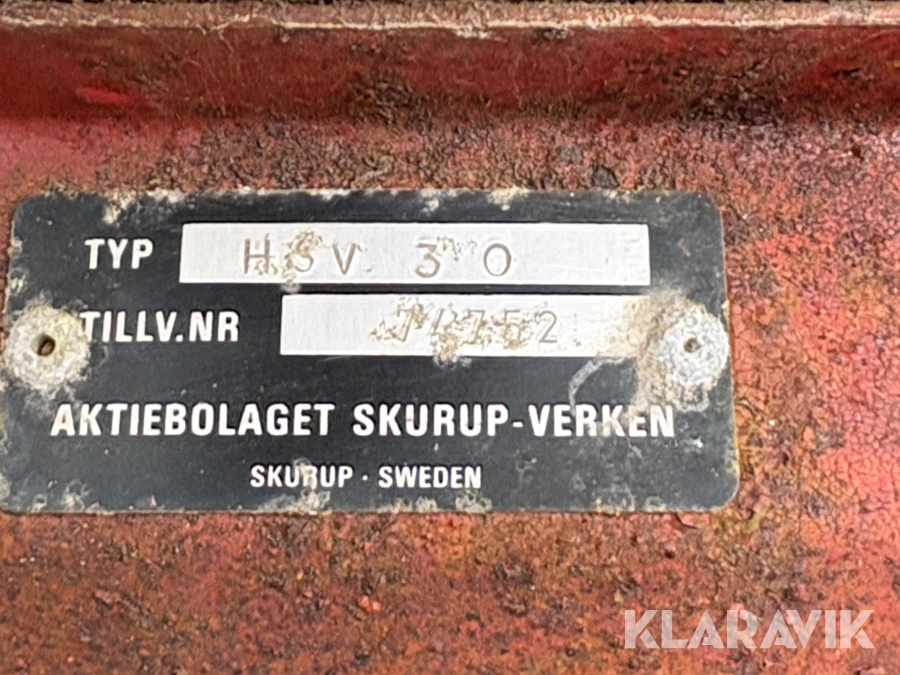 TYP HSV 30
TILLV.NR
AKTIEBOLAGET SKURUP-VERKEN
SKURUP · SWEDEN
KLARAVIK